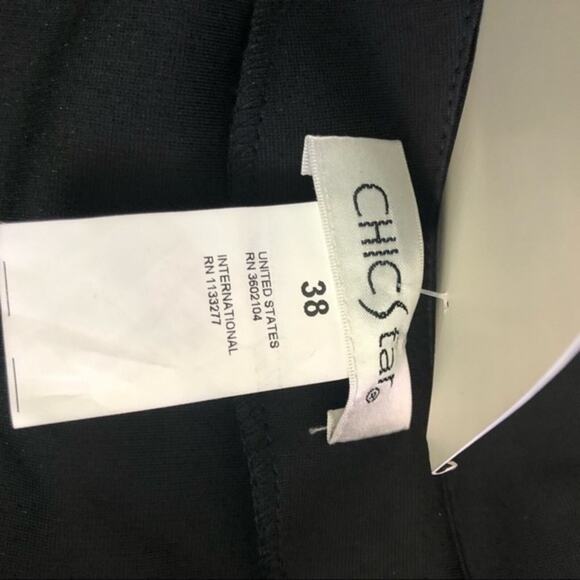 CHICStar®
38
UNITED STATES
RN 3602104
INTERNATIONAL
RN 1133277